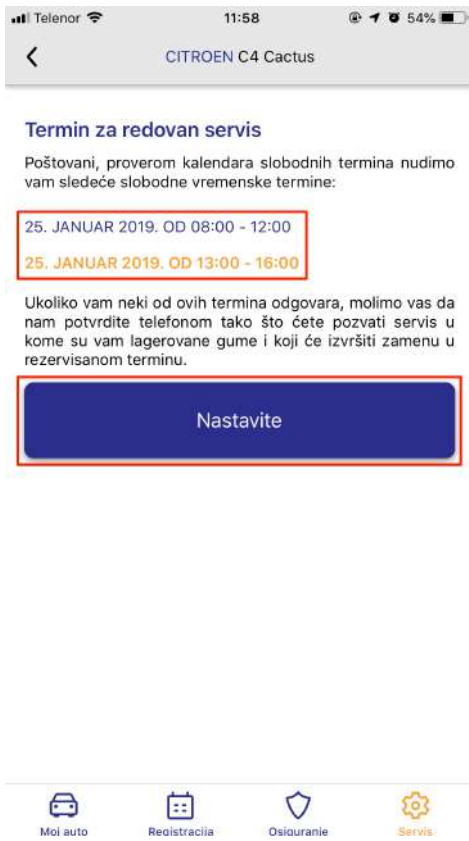 Telenor 11:58 54%
CITROEN C4 Cactus
Termin za redovan servis
Poštovani, proverom kalendara slobodnih termina nudimo
vam sledeće slobodne vremenske termine:
25. JANUAR 2019. OD 08:00 - 12:00
25. JANUAR 2019. OD 13:00 - 16:00
Ukoliko vam neki od ovih termina odgovara, molimo vas da
nam potvrdite telefonom tako što ćete pozvati servis u
kome su vam lagerovane gume i koji će izvršiti zamenu u
rezervisanom terminu.
Nastavite
Moj auto Registracija Osiguranje Servis